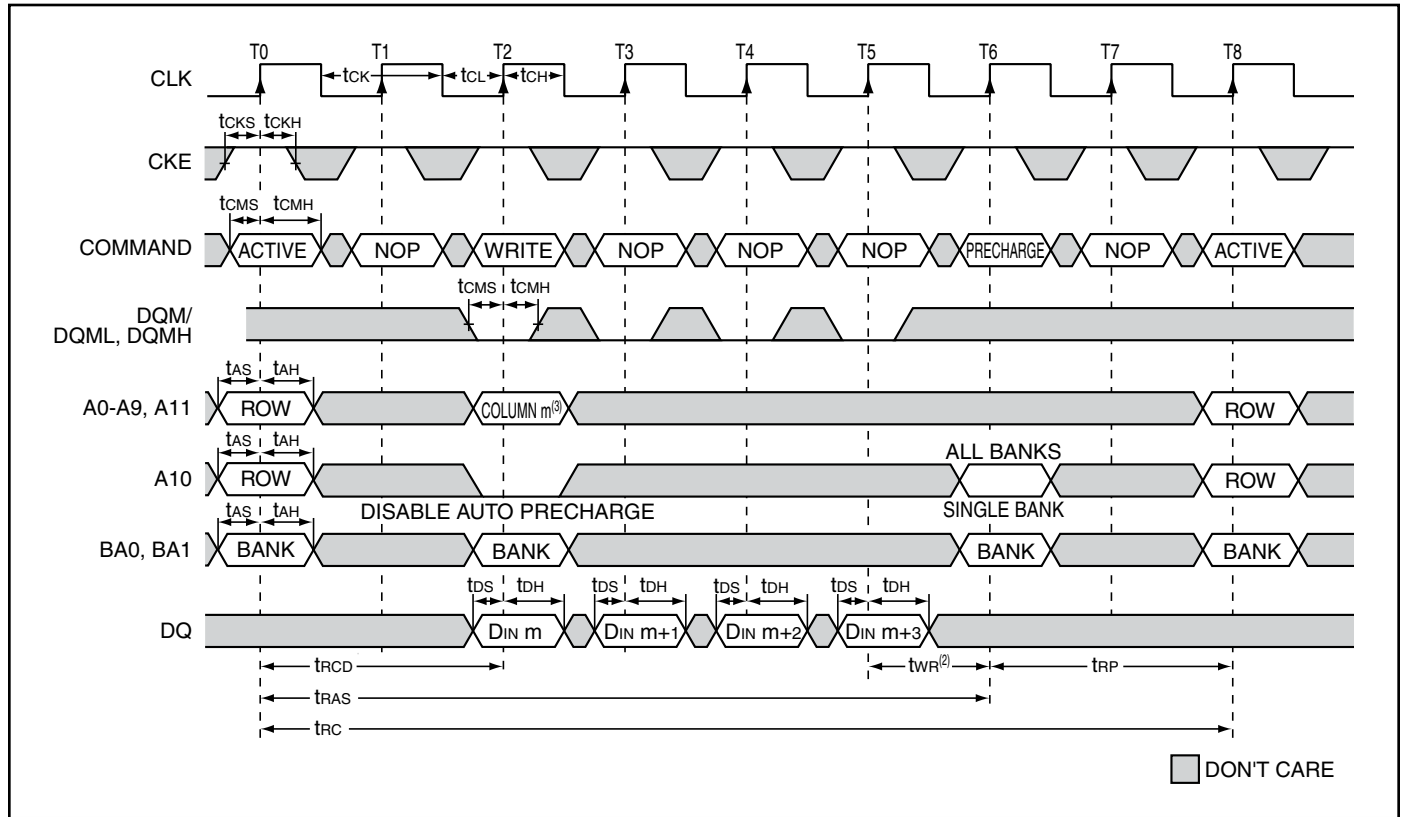 T0 T1 T2 T3 T4 T5 T6 T7 T8
CLK tCK tCL tCH
tCKS tCKH
CKE
tCMS tCMH
COMMAND ACTIVE NOP WRITE NOP NOP NOP PRECHARGE NOP ACTIVE
tCMS tCMH
DQM/
DQML, DQMH
tAS tAH
A0-A9, A11 ROW COLUMN m(3) ROW
tAS tAH ALL BANKS
A10 ROW ROW
tAS tAH DISABLE AUTO PRECHARGE SINGLE BANK
BA0, BA1 BANK BANK BANK BANK
tDS tDH tDS tDH tDS tDH tDS tDH
DQ DIN m DIN m+1 DIN m+2 DIN m+3
tRCD tWR(2) tRP
tRAS
tRC
DON'T CARE